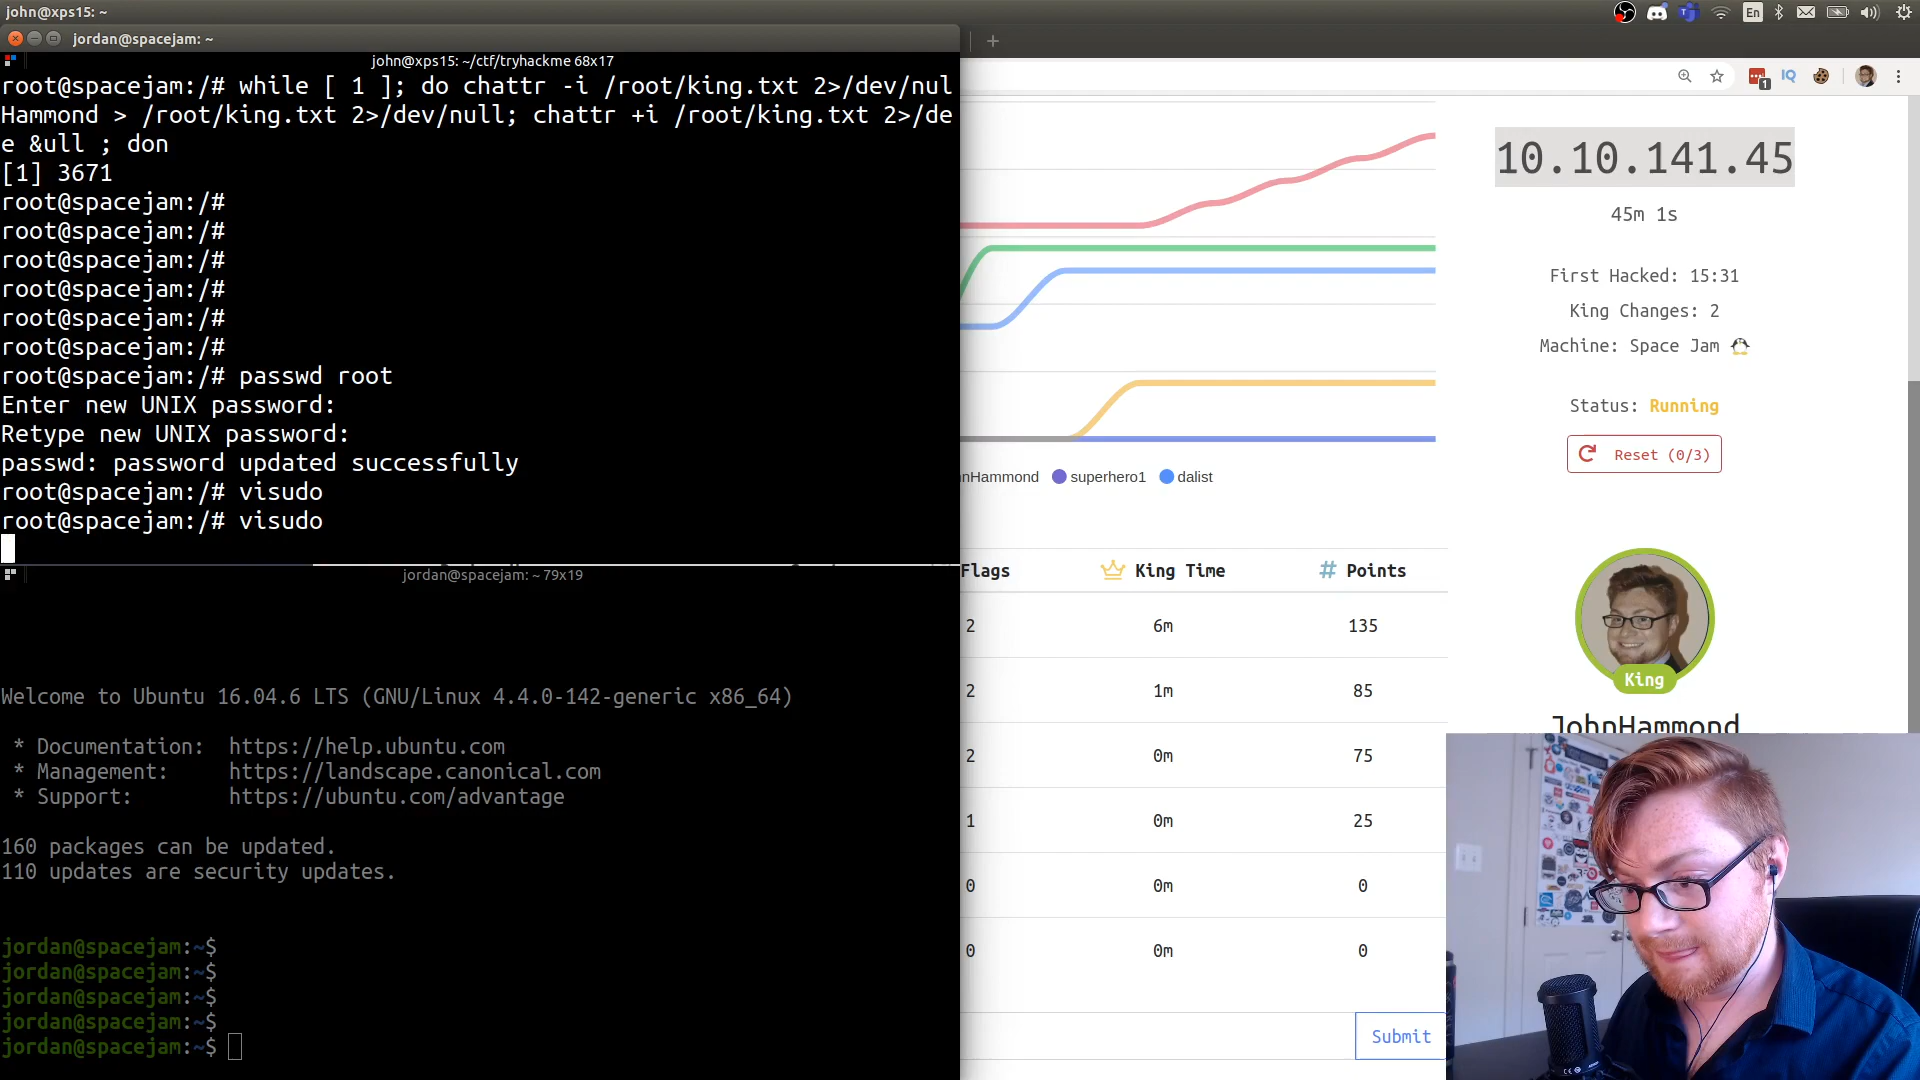 john@xps15: ~
En
jordan@spacejam: ~
john@xps15: ~/ctf/tryhackme 68x17
root@spacejam:/# while [ 1 ]; do chattr -i /root/king.txt 2>/dev/nul
Hammond > /root/king.txt 2>/dev/null; chattr +i /root/king.txt 2>/de
e &ull ; don
[1] 3671
root@spacejam:/#
root@spacejam:/#
root@spacejam:/#
root@spacejam:/#
root@spacejam:/#
root@spacejam:/#
root@spacejam:/# passwd root
Enter new UNIX password:
Retype new UNIX password:
passwd: password updated successfully
root@spacejam:/# visudo
root@spacejam:/# visudo
jordan@spacejam: ~ 79x19
Welcome to Ubuntu 16.04.6 LTS (GNU/Linux 4.4.0-142-generic x86_64)
* Documentation: https://help.ubuntu.com
* Management: https://landscape.canonical.com
* Support: https://ubuntu.com/advantage
160 packages can be updated.
110 updates are security updates.
jordan@spacejam:~$
jordan@spacejam:~$
jordan@spacejam:~$
jordan@spacejam:~$
jordan@spacejam:~$
IQ
1
nHammond superhero1 dalist
Flags King Time # Points
2 6m 135
2 1m 85
2 0m 75
1 0m 25
0 0m 0
0 0m 0
Submit
10.10.141.45
45m 1s
First Hacked: 15:31
King Changes: 2
Machine: Space Jam
Status: Running
Reset (0/3)
King
JohnHammond